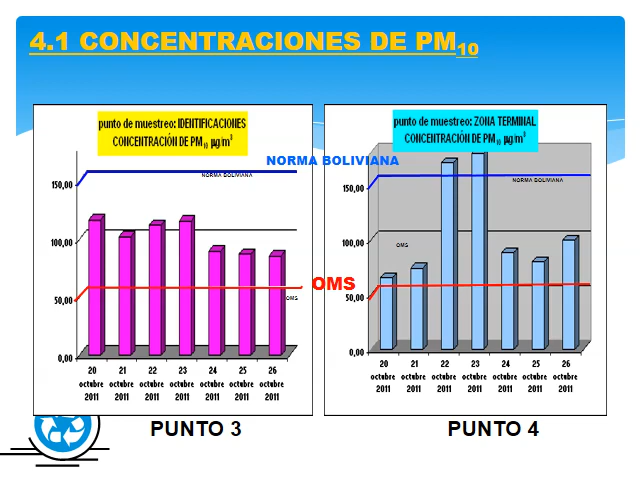 4.1 CONCENTRACIONES DE PM10
punto de muestreo: IDENTIFICACIONES
CONCENTRACIÓN DE PM10 µg/m³
NORMA BOLIVIANA
NORMA BOLIVIANA
150,00
100,00
50,00
0,00
OMS
OMS
20 octubre 2011
21 octubre 2011
22 octubre 2011
23 octubre 2011
24 octubre 2011
25 octubre 2011
26 octubre 2011
PUNTO 3
punto de muestreo: ZONA TERMINAL
CONCENTRACIÓN DE PM10 µg/m³
NORMA BOLIVIANA
150,00
100,00
50,00
0,00
OMS
20 octubre 2011
21 octubre 2011
22 octubre 2011
23 octubre 2011
24 octubre 2011
25 octubre 2011
26 octubre 2011
PUNTO 4